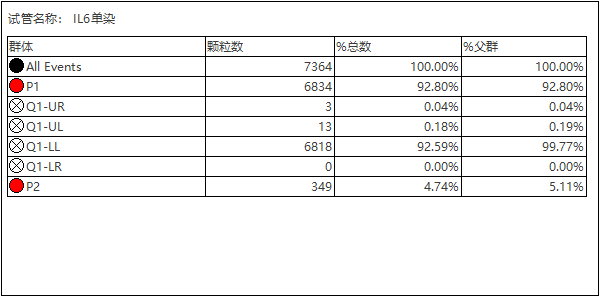 试管名称： IL6单染
群体 颗粒数 %总数 %父群
All Events 7364 100.00% 100.00%
P1 6834 92.80% 92.80%
Q1-UR 3 0.04% 0.04%
Q1-UL 13 0.18% 0.19%
Q1-LL 6818 92.59% 99.77%
Q1-LR 0 0.00% 0.00%
P2 349 4.74% 5.11%